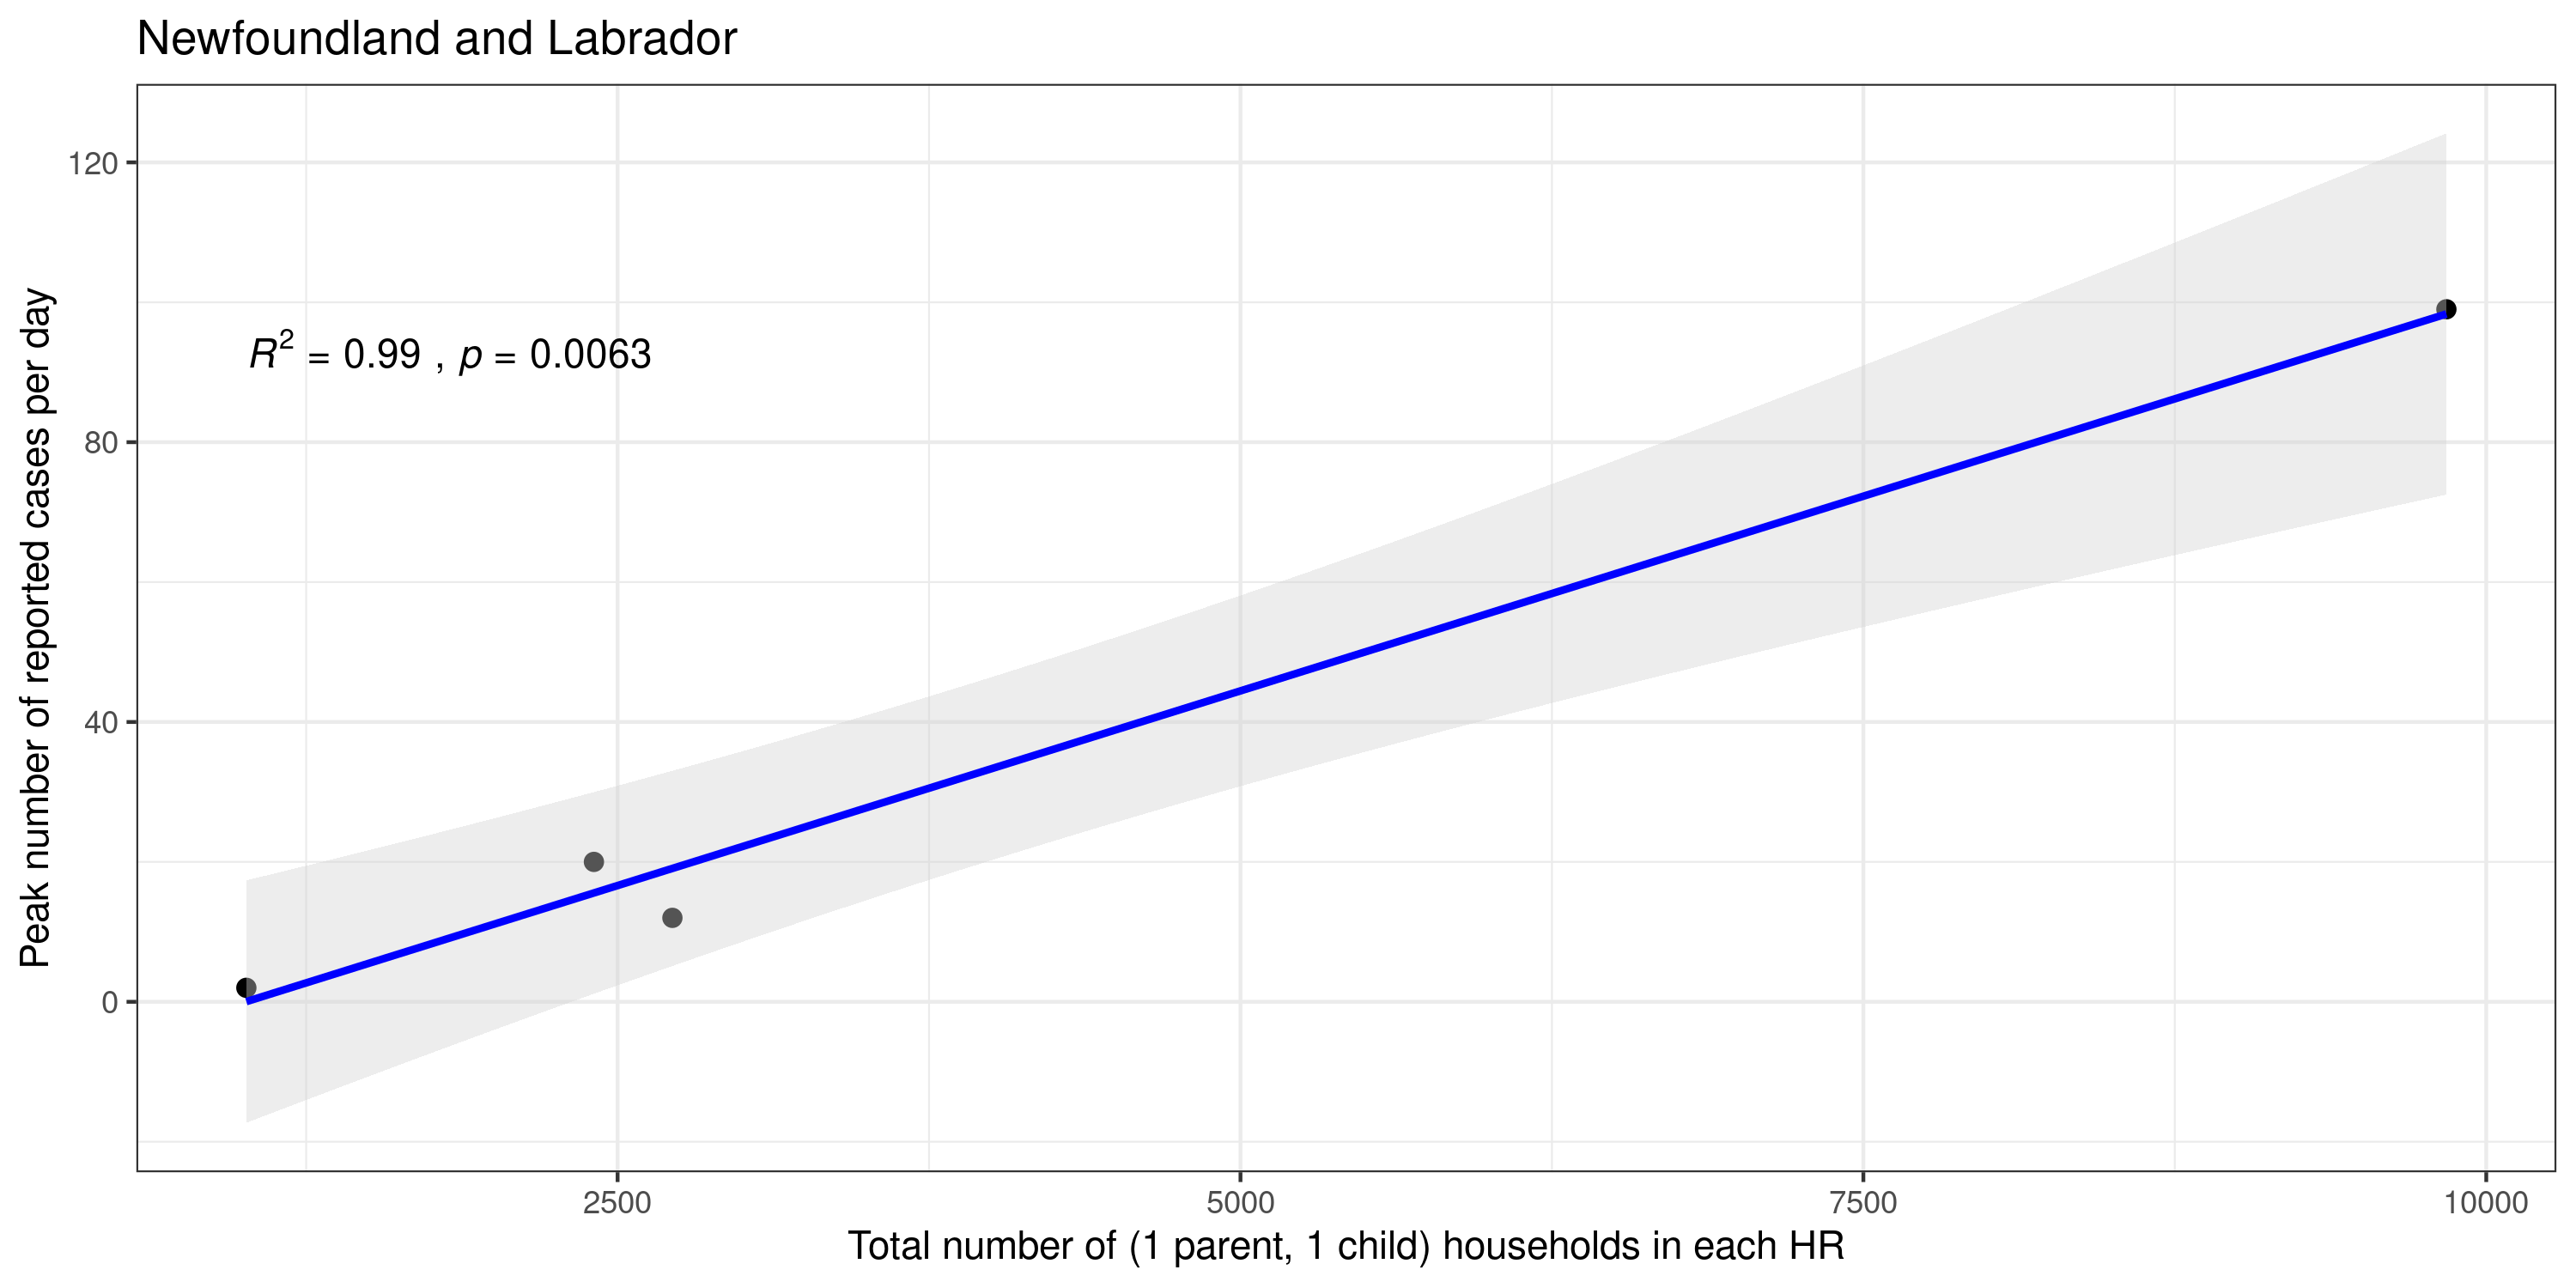 Newfoundland and Labrador
Peak number of reported cases per day
120
80
40
0
R² = 0.99 , p = 0.0063
2500 5000 7500 10000
Total number of (1 parent, 1 child) households in each HR